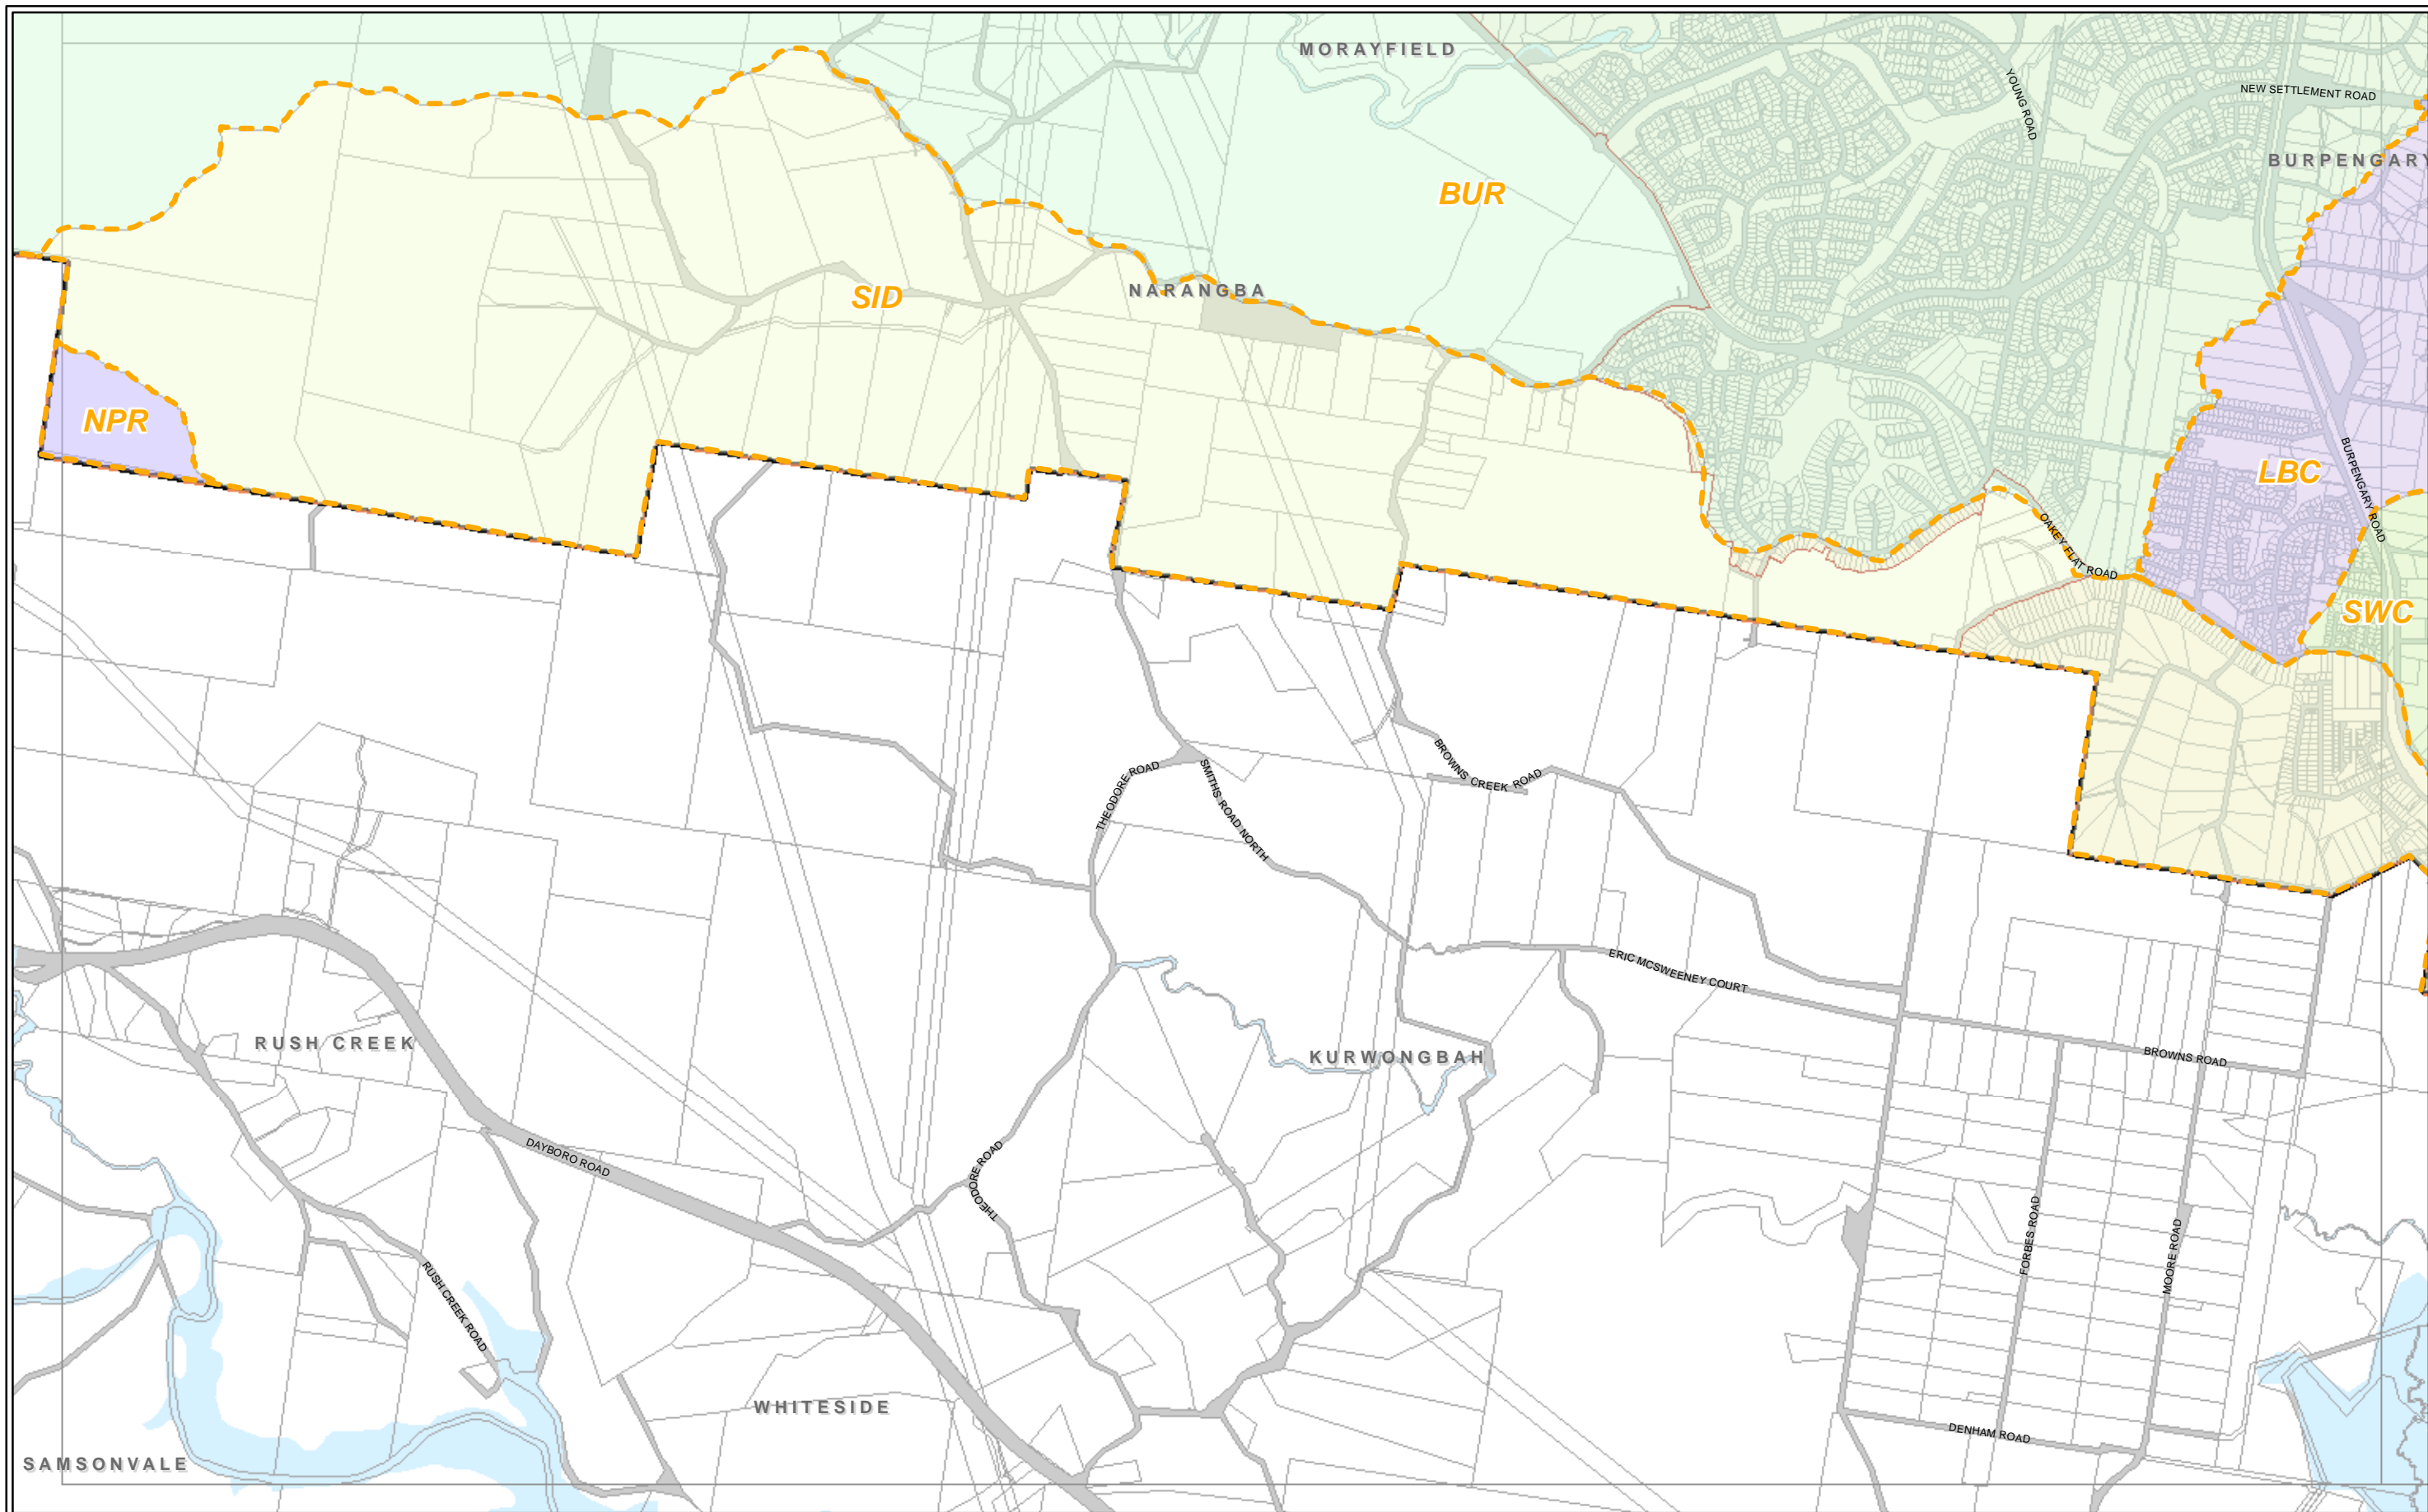 MORAYFIELD
YOUNG ROAD
NEW SETTLEMENT ROAD
BURPENGARY
BUR
NARANGBA
SID
NPR
BURPENGARY ROAD
LBC
OAKEY FLAT ROAD
SWC
THEODORE ROAD
SMITHS ROAD NORTH
BROWNS CREEK ROAD
ERIC MCSWEENEY COURT
RUSH CREEK
KURWONGBAH
BROWNS ROAD
DAYBORO ROAD
THEODORE ROAD
FORBES ROAD
MOORE ROAD
RUSH CREEK ROAD
WHITESIDE
DENHAM ROAD
SAMSONVALE